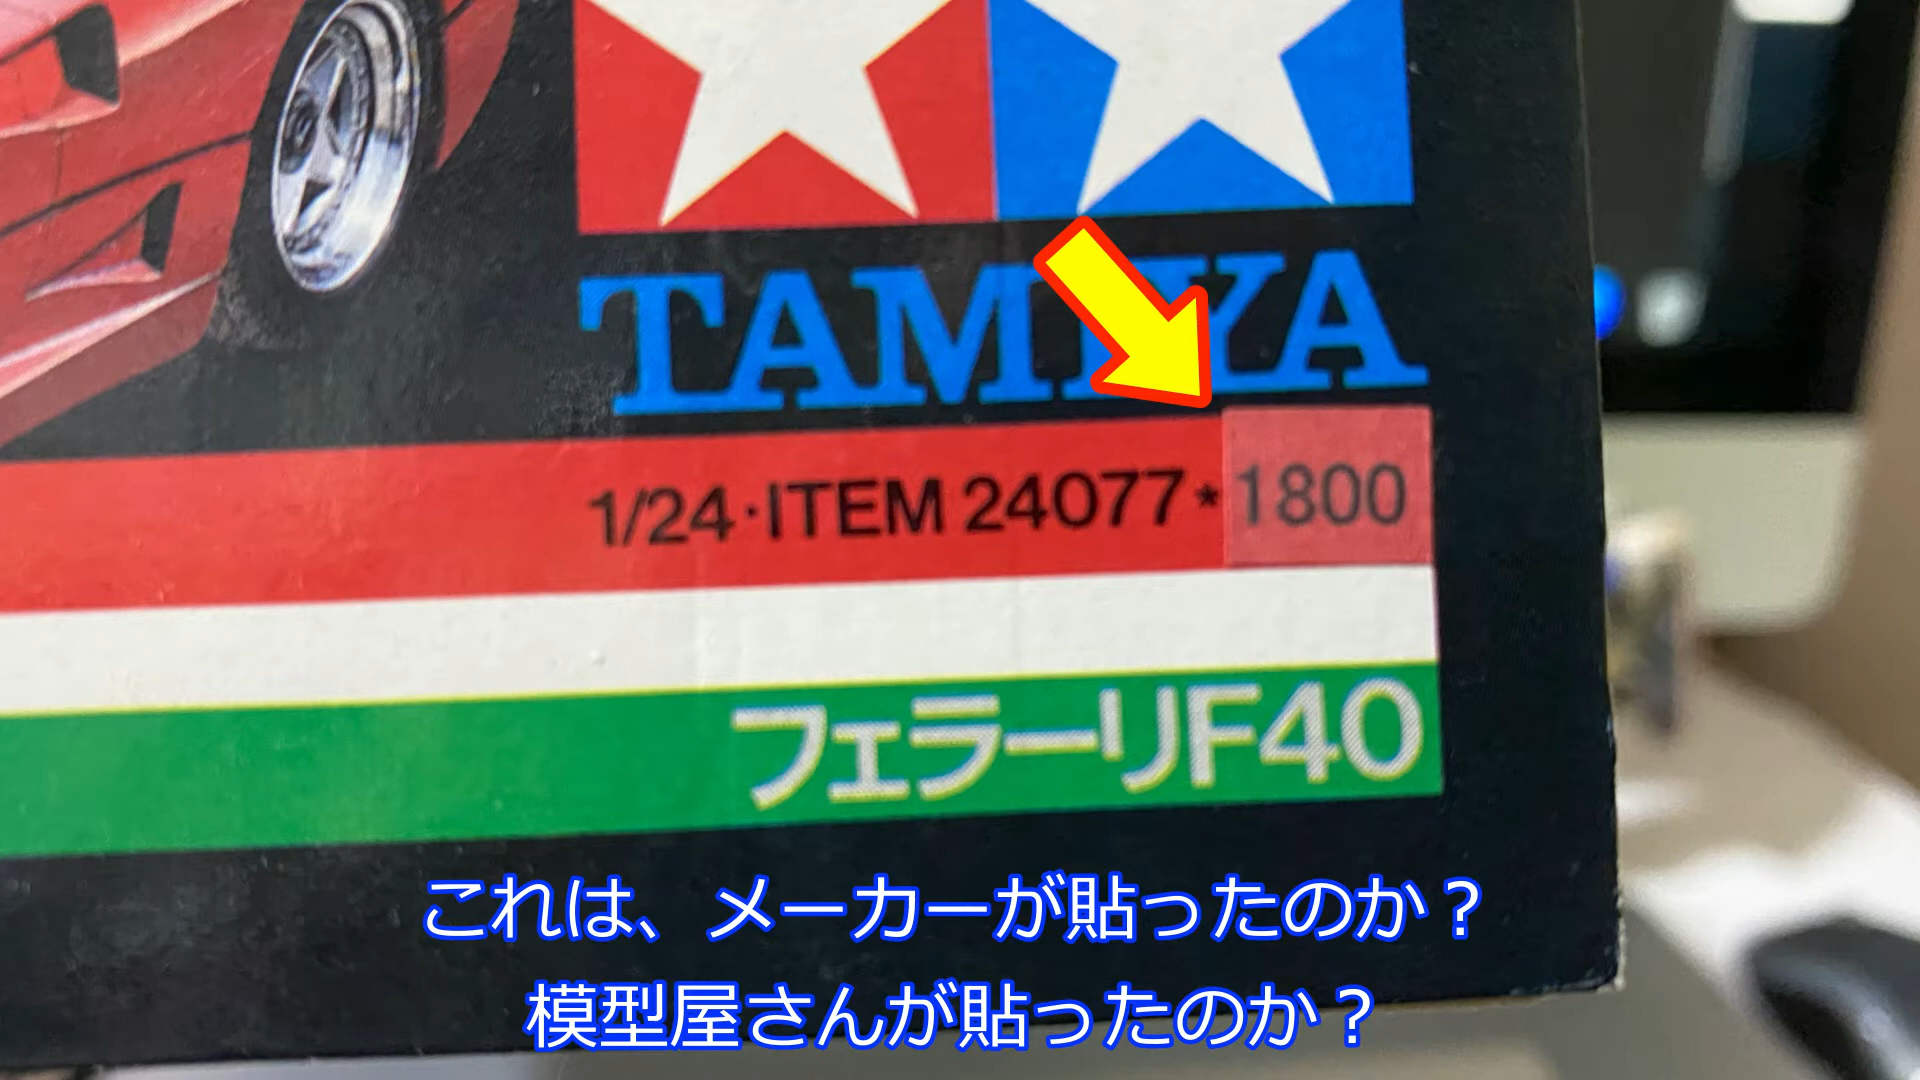 TAMIYA
1/24・ITEM 24077*1800
フェラーリF40
これは、メーカーが貼ったのか？
模型屋さんが貼ったのか？